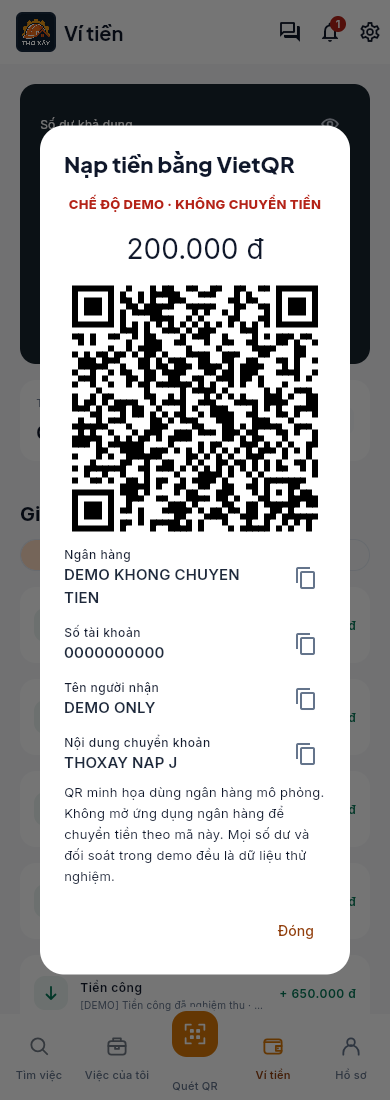 THỢ XÂY
Ví tiền
1
Số dư khả dụng
Nạp tiền bằng VietQR
CHẾ ĐỘ DEMO · KHÔNG CHUYỂN TIỀN
200.000 đ
Ngân hàng
DEMO KHONG CHUYEN
TIEN
Số tài khoản
0000000000
Tên người nhận
DEMO ONLY
Nội dung chuyển khoản
THOXAY NAP J
QR minh họa dùng ngân hàng mô phỏng.
Không mở ứng dụng ngân hàng để
chuyển tiền theo mã này. Mọi số dư và
đối soát trong demo đều là dữ liệu thử
nghiệm.
Đóng
Tiền công
+ 650.000 đ
[DEMO] Tiền công đã nghiệm thu · ...
Tìm việc
Việc của tôi
Quét QR
Ví tiền
Hồ sơ